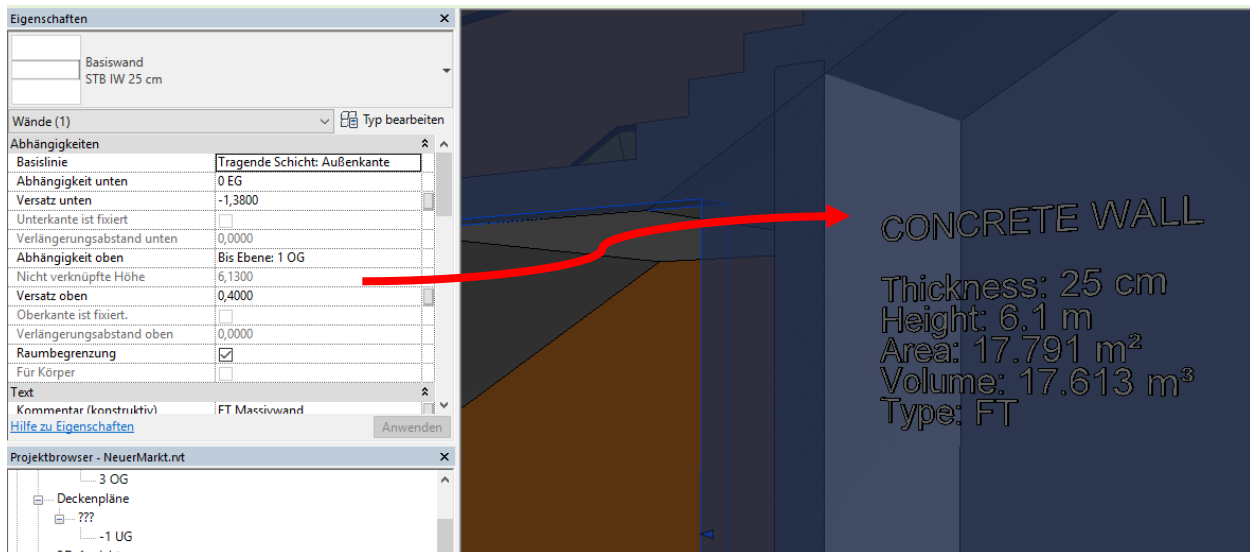 Eigenschaften
Basiswand
STB IW 25 cm
Wände (1)
Typ bearbeiten
Abhängigkeiten
Basislinie Tragende Schicht: Außenkante
Abhängigkeit unten 0 EG
Versatz unten -1,3800
Unterkante ist fixiert
Verlängerungsabstand unten 0,0000
Abhängigkeit oben Bis Ebene: 1 OG
Nicht verknüpfte Höhe 6,1300
Versatz oben 0,4000
Oberkante ist fixiert.
Verlängerungsabstand oben 0,0000
Raumbegrenzung
Für Körper
Text
Kommentar (konstruktiv) FT Massivwand
Hilfe zu Eigenschaften Anwenden
Projektbrowser - NeuerMarkt.rvt
3 OG
Deckenpläne
???
-1 UG
CONCRETE WALL
Thickness: 25 cm
Height: 6.1 m
Area: 17.791 m²
Volume: 17.613 m³
Type: FT